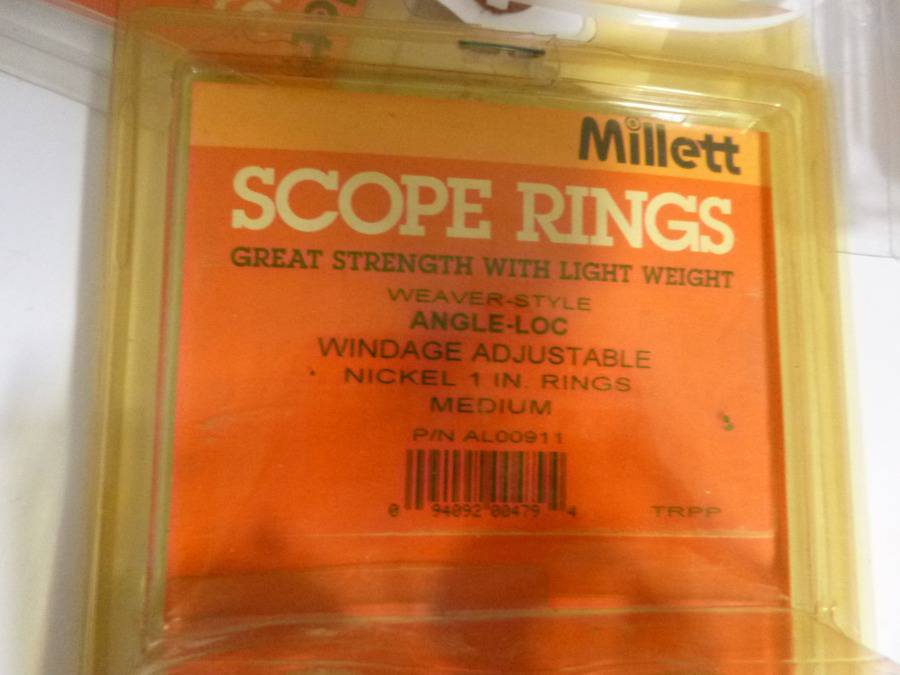 Millett
SCOPE RINGS
GREAT STRENGTH WITH LIGHT WEIGHT
WEAVER-STYLE
ANGLE-LOC
WINDAGE ADJUSTABLE
NICKEL 1 IN. RINGS
MEDIUM
P/N AL00911
0 94092 00479 4
TRPP